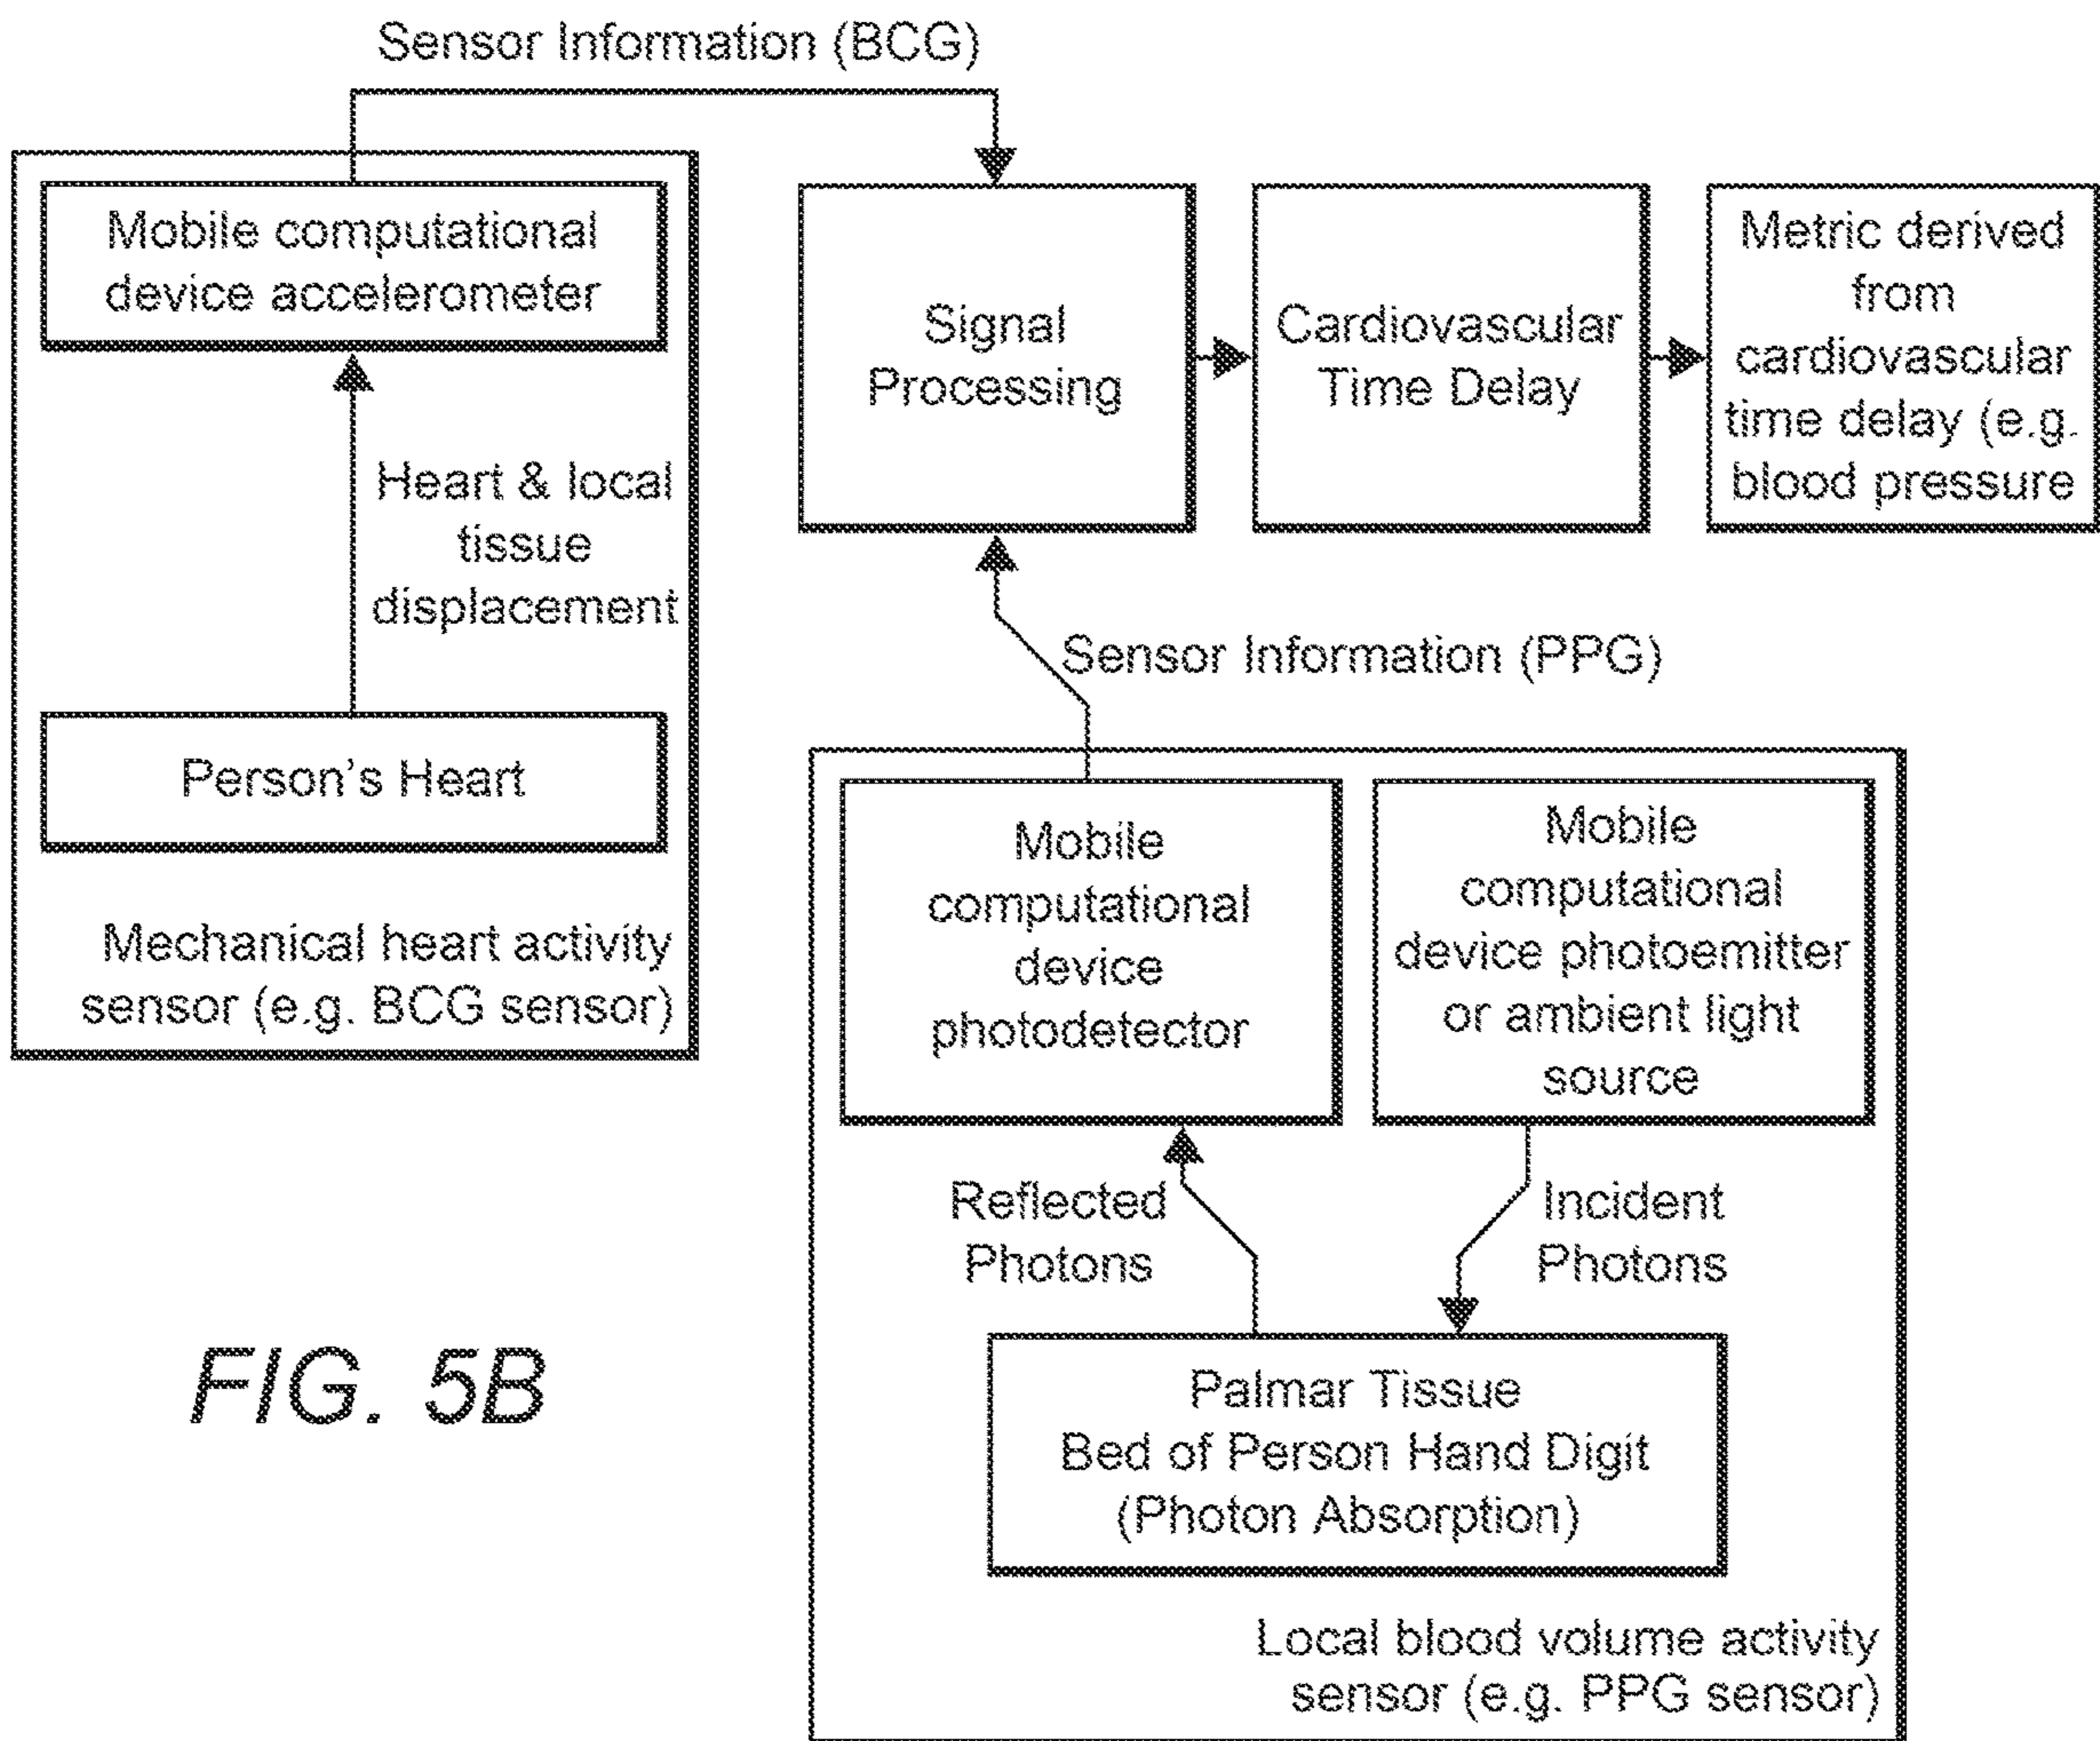 Sensor Information (BCG)
Mobile computational
device accelerometer
Heart & local
tissue
displacement
Person's Heart
Mechanical heart activity
sensor (e.g. BCG sensor)
Signal
Processing
Cardiovascular
Time Delay
Metric derived
from
cardiovascular
time delay (e.g.
blood pressure
Sensor Information (PPG)
Mobile
computational
device
photodetector
Mobile
computational
device photoemitter
or ambient light
source
Reflected
Photons
Incident
Photons
Palmar Tissue
Bed of Person Hand Digit
(Photon Absorption)
Local blood volume activity
sensor (e.g. PPG sensor)
FIG. 5B